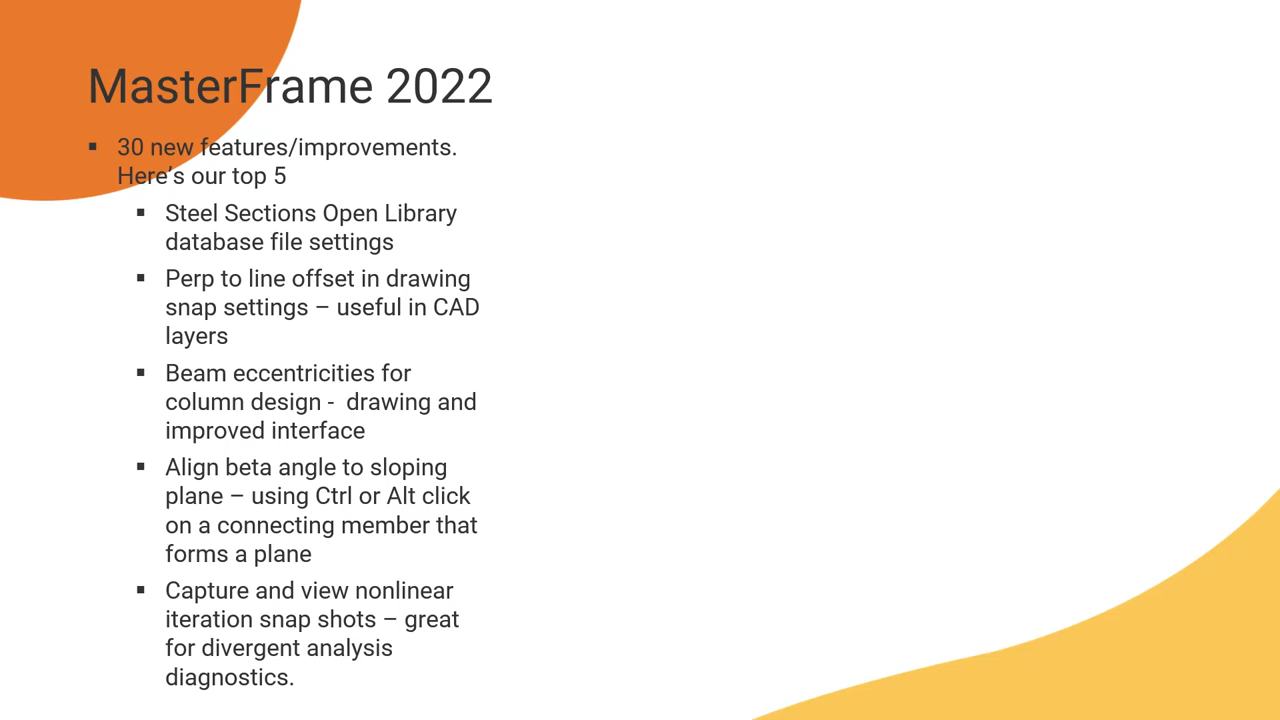 MasterFrame 2022
▪ 30 new features/improvements.
Here's our top 5
▪ Steel Sections Open Library
database file settings
▪ Perp to line offset in drawing
snap settings – useful in CAD
layers
▪ Beam eccentricities for
column design -  drawing and
improved interface
▪ Align beta angle to sloping
plane – using Ctrl or Alt click
on a connecting member that
forms a plane
▪ Capture and view nonlinear
iteration snap shots – great
for divergent analysis
diagnostics.